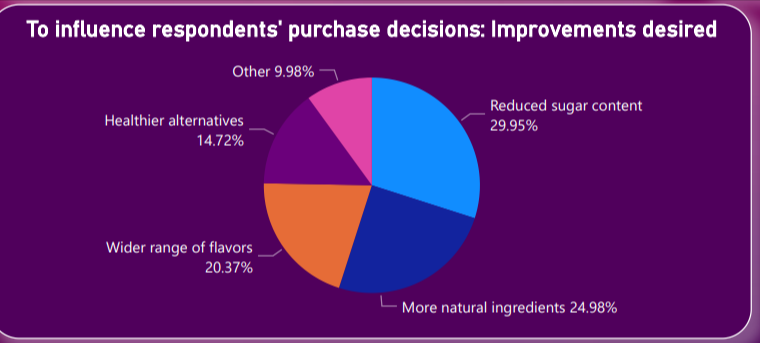 To influence respondents' purchase decisions: Improvements desired
Other 9.98%
Reduced sugar content
29.95%
Healthier alternatives
14.72%
Wider range of flavors
20.37%
More natural ingredients 24.98%